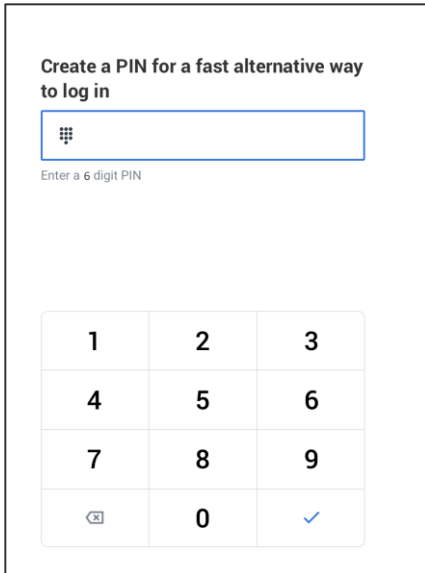 Create a PIN for a fast alternative way
to log in
Enter a 6 digit PIN
1 2 3
4 5 6
7 8 9
0